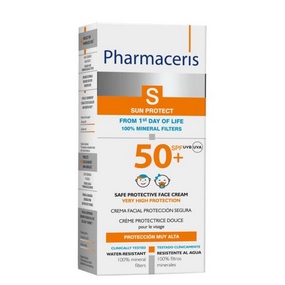 Pharmaceris
S
SUN PROTECT
FROM 1st DAY OF LIFE
100% MINERAL FILTERS
50+ SPF UVB UVA
SAFE PROTECTIVE FACE CREAM
VERY HIGH PROTECTION
CREMA FACIAL PROTECCIÓN SEGURA
CRÈME PROTECTRICE DOUCE
pour le visage
PROTECCION MUY ALTA
CLINICALLY TESTED TESTADO CLINICAMENTE
WATER-RESISTANT RESISTENTE AL AGUA
100% mineral 100% filtros
filters minerales